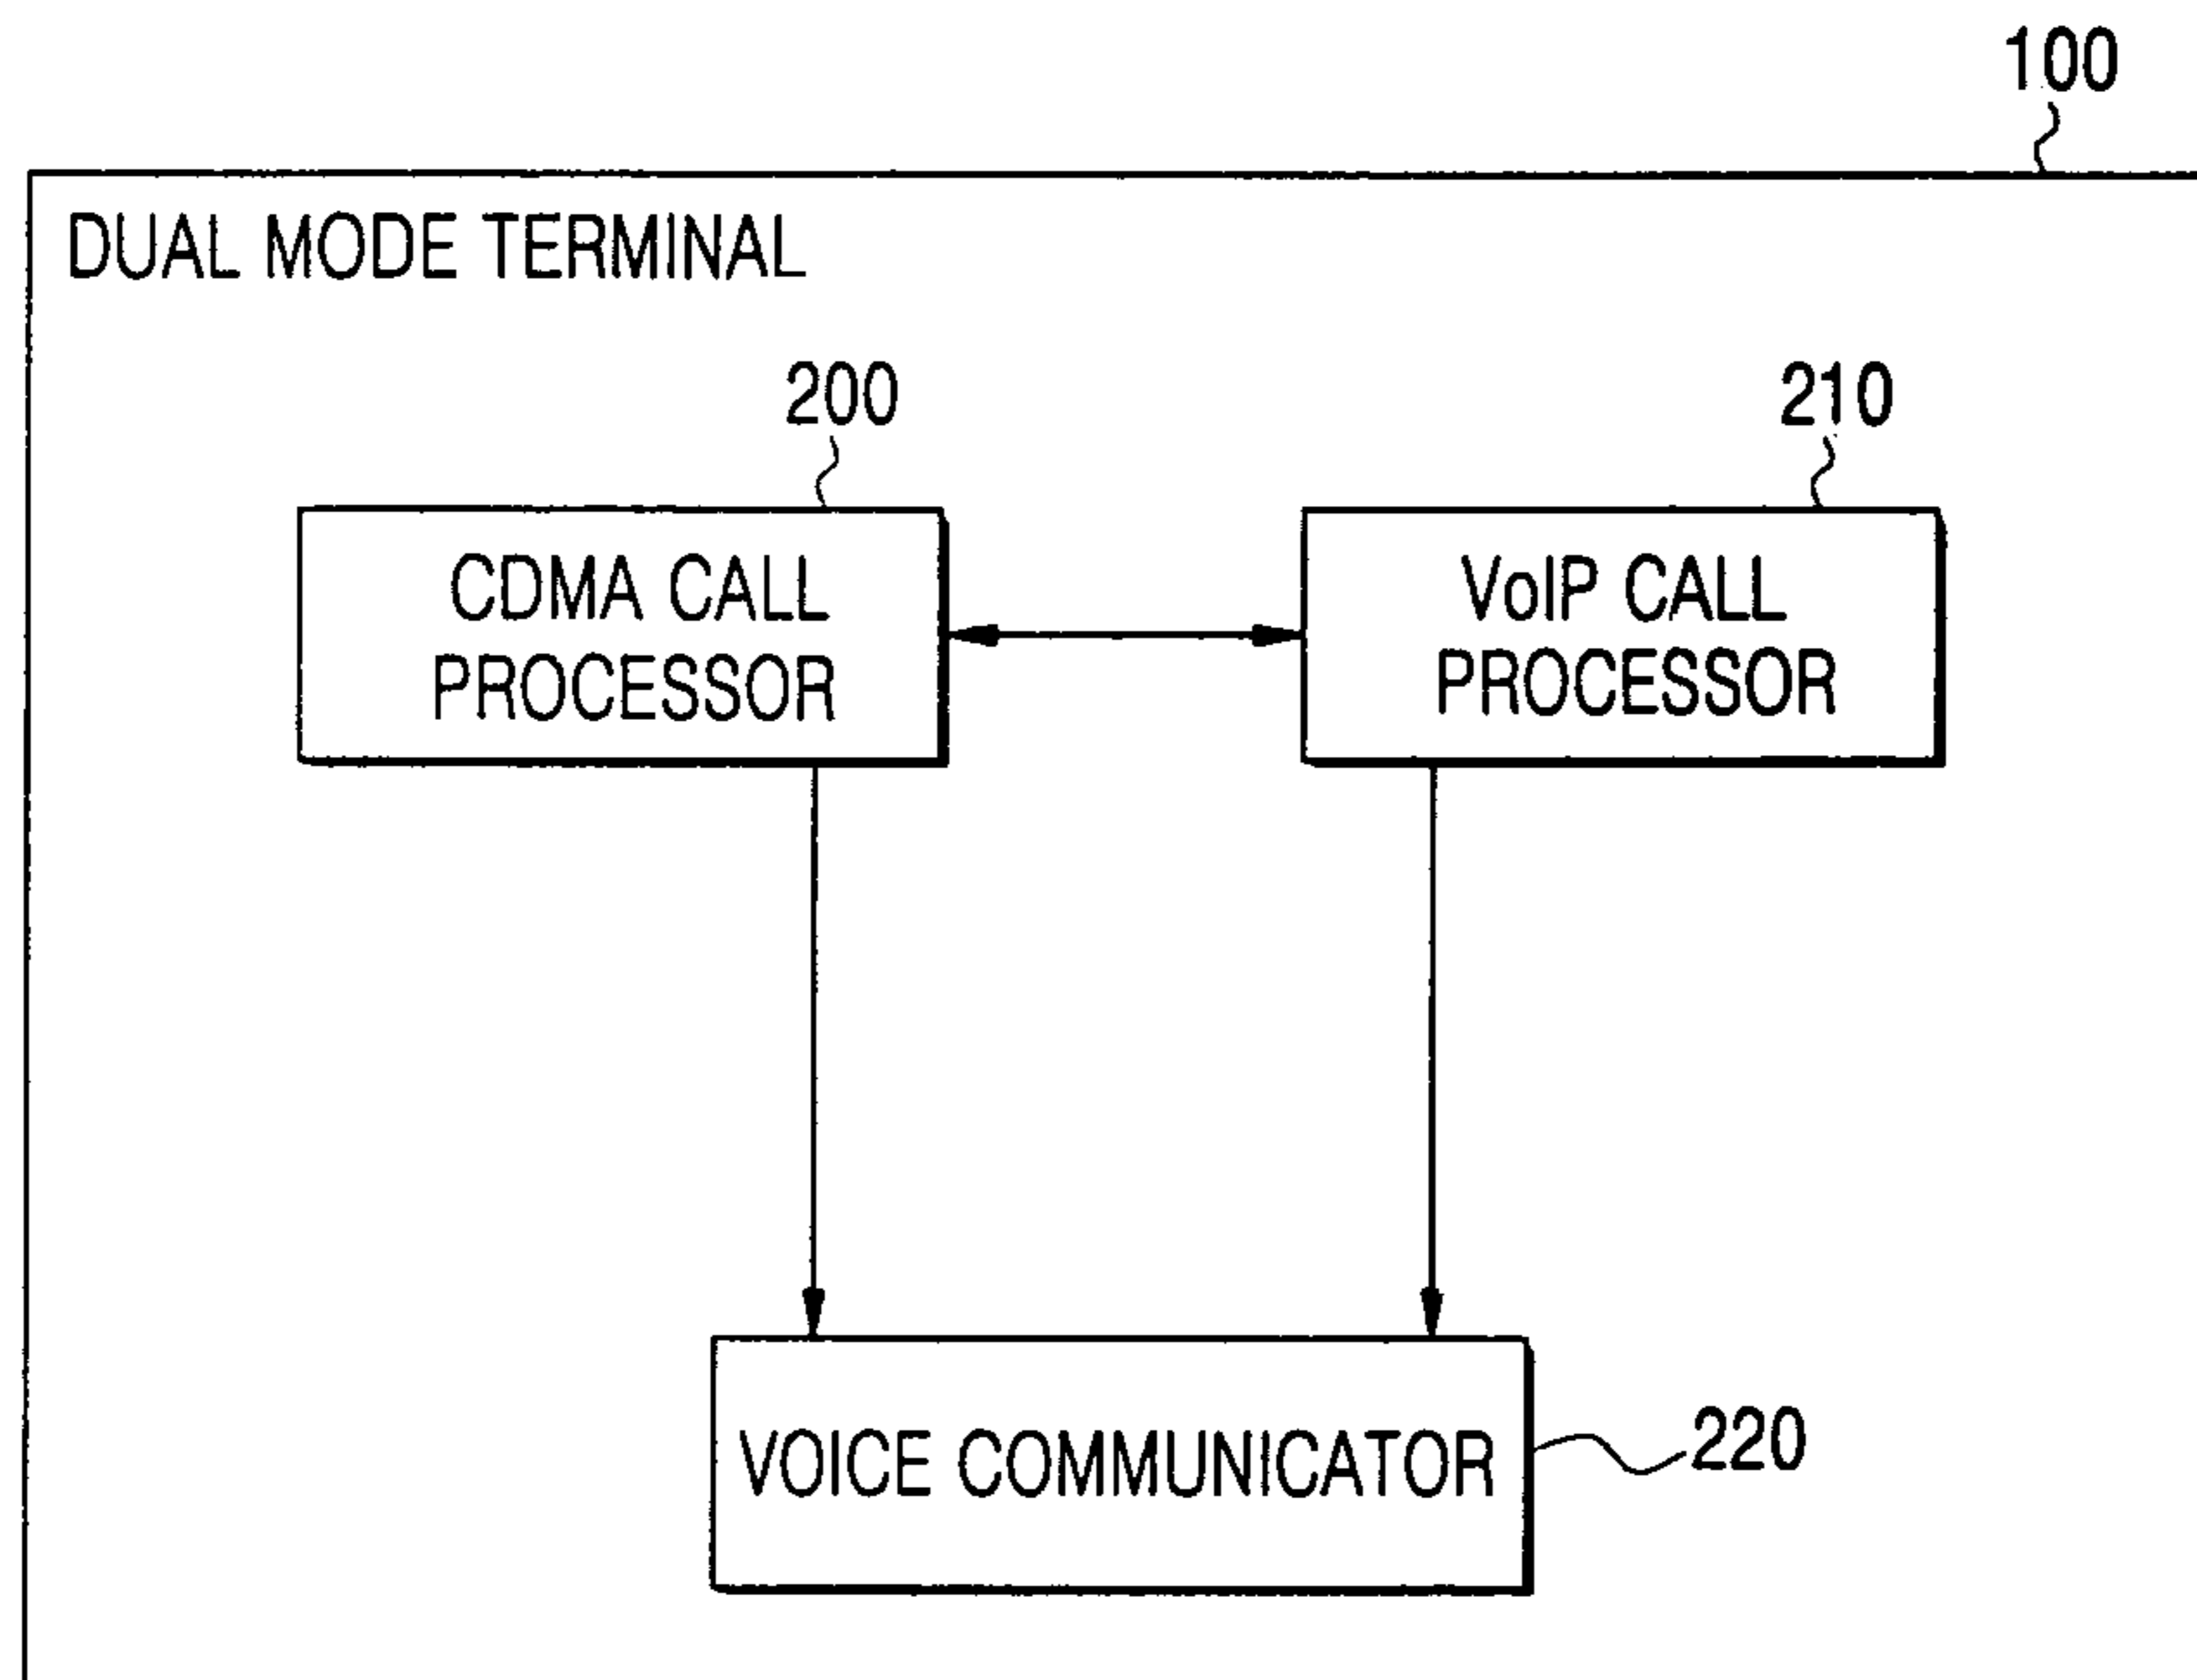 100
DUAL MODE TERMINAL
200
210
CDMA CALL
PROCESSOR
VoIP CALL
PROCESSOR
VOICE COMMUNICATOR
220